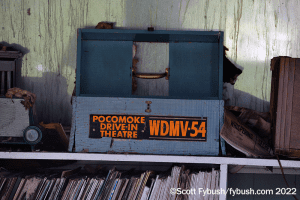 POCOMOKE
DRIVE-IN
THEATRE
WDMV-54
©Scott Fybush/fybush.com 2022